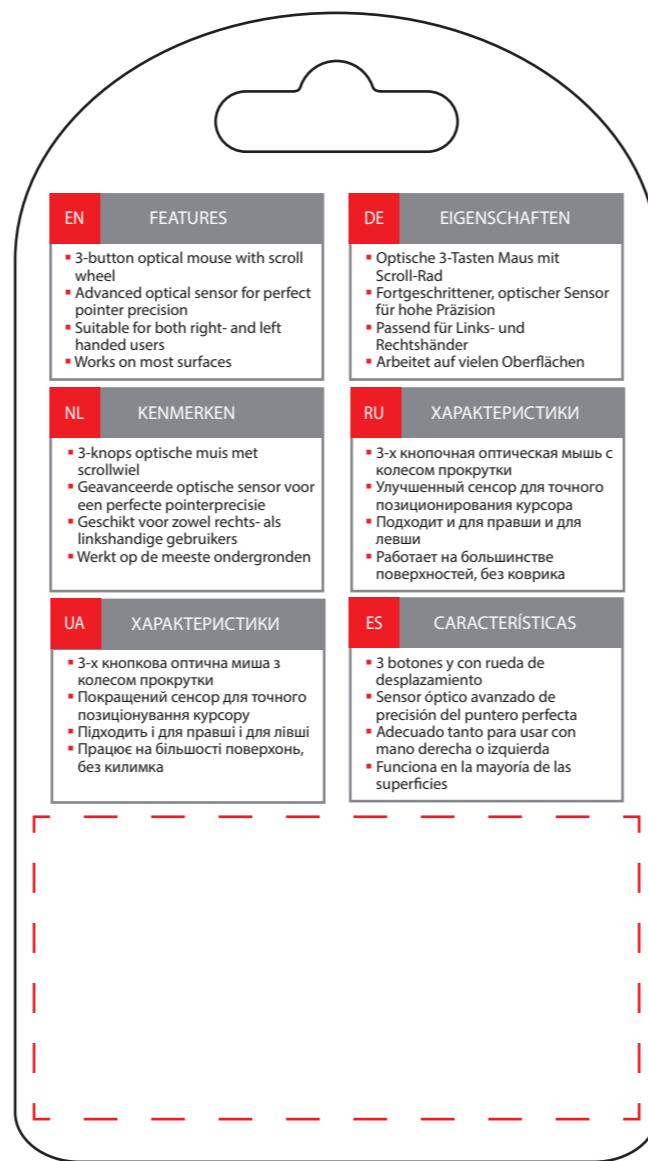 EN FEATURES
▪ 3-button optical mouse with scroll
wheel
▪ Advanced optical sensor for perfect
pointer precision
▪ Suitable for both right- and left
handed users
▪ Works on most surfaces
DE EIGENSCHAFTEN
▪ Optische 3-Tasten Maus mit
Scroll-Rad
▪ Fortgeschrittener, optischer Sensor
für hohe Präzision
▪ Passend für Links- und
Rechtshänder
▪ Arbeitet auf vielen Oberflächen
NL KENMERKEN
▪ 3-knops optische muis met
scrollwiel
▪ Geavanceerde optische sensor voor
een perfecte pointerprecisie
▪ Geschikt voor zowel rechts- als
linkshandige gebruikers
▪ Werkt op de meeste ondergronden
RU ХАРАКТЕРИСТИКИ
▪ 3-х кнопочная оптическая мышь с
колесом прокрутки
▪ Улучшенный сенсор для точного
позиционирования курсора
▪ Подходит и для правши и для
левши
▪ Работает на большинстве
поверхностей, без коврика
UA ХАРАКТЕРИСТИКИ
▪ 3-х кнопкова оптична миша з
колесом прокрутки
▪ Покращений сенсор для точного
позиціонування курсору
▪ Підходить і для правші і для лівші
▪ Працює на більшості поверхонь,
без килимка
ES CARACTERÍSTICAS
▪ 3 botones y con rueda de
desplazamiento
▪ Sensor óptico avanzado de
precisión del puntero perfecta
▪ Adecuado tanto para usar con
mano derecha o izquierda
▪ Funciona en la mayoría de las
superficies